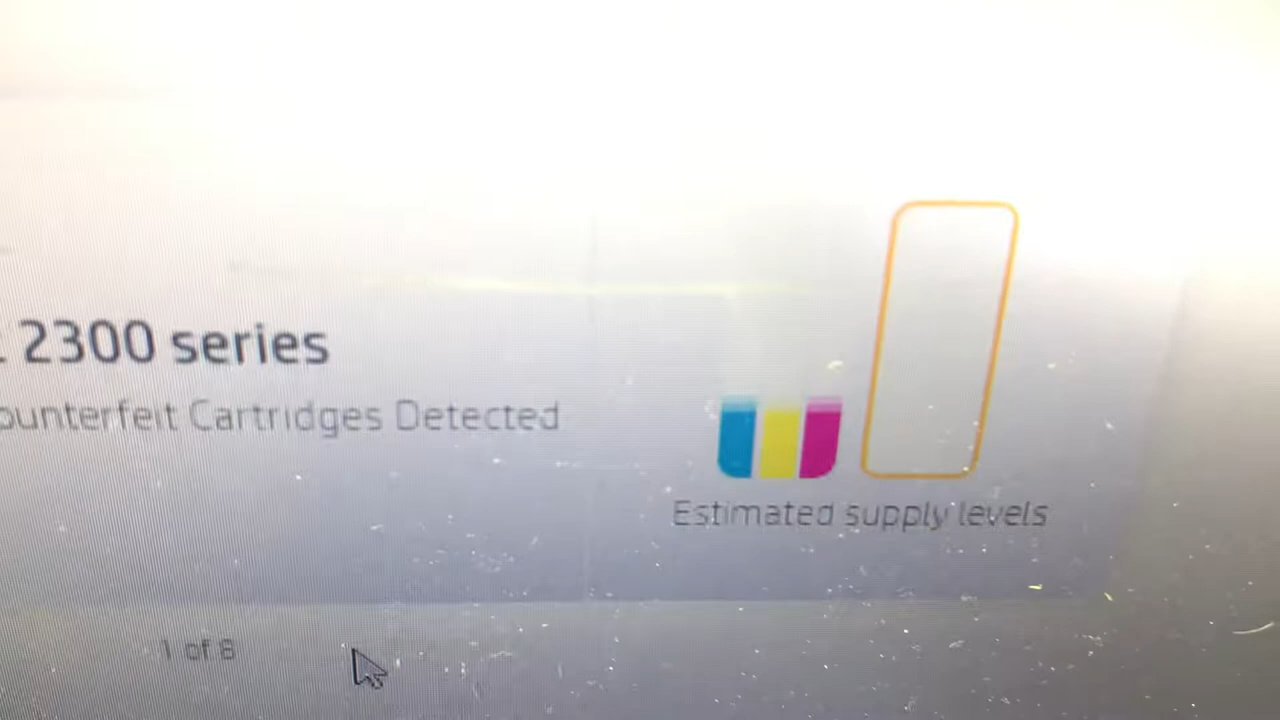 2300 series
ounterfeit Cartridges Detected
Estimated supply levels
1 of 8